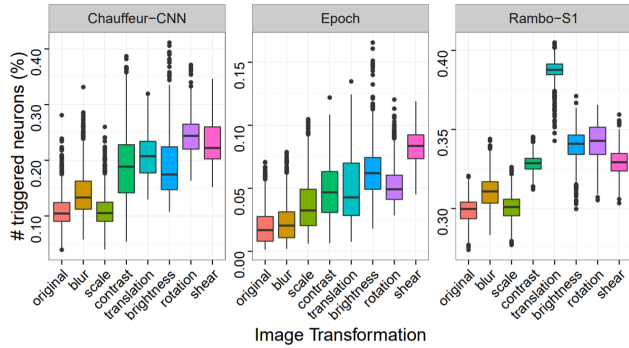 Chauffeur−CNN
Epoch
Rambo−S1
# triggered neurons (%)
0.40
0.30
0.20
0.10
0.15
0.10
0.05
0.00
0.40
0.35
0.30
original
blur
scale
contrast
translation
brightness
rotation
shear
original
blur
scale
contrast
translation
brightness
rotation
shear
original
blur
scale
contrast
translation
brightness
rotation
shear
Image Transformation